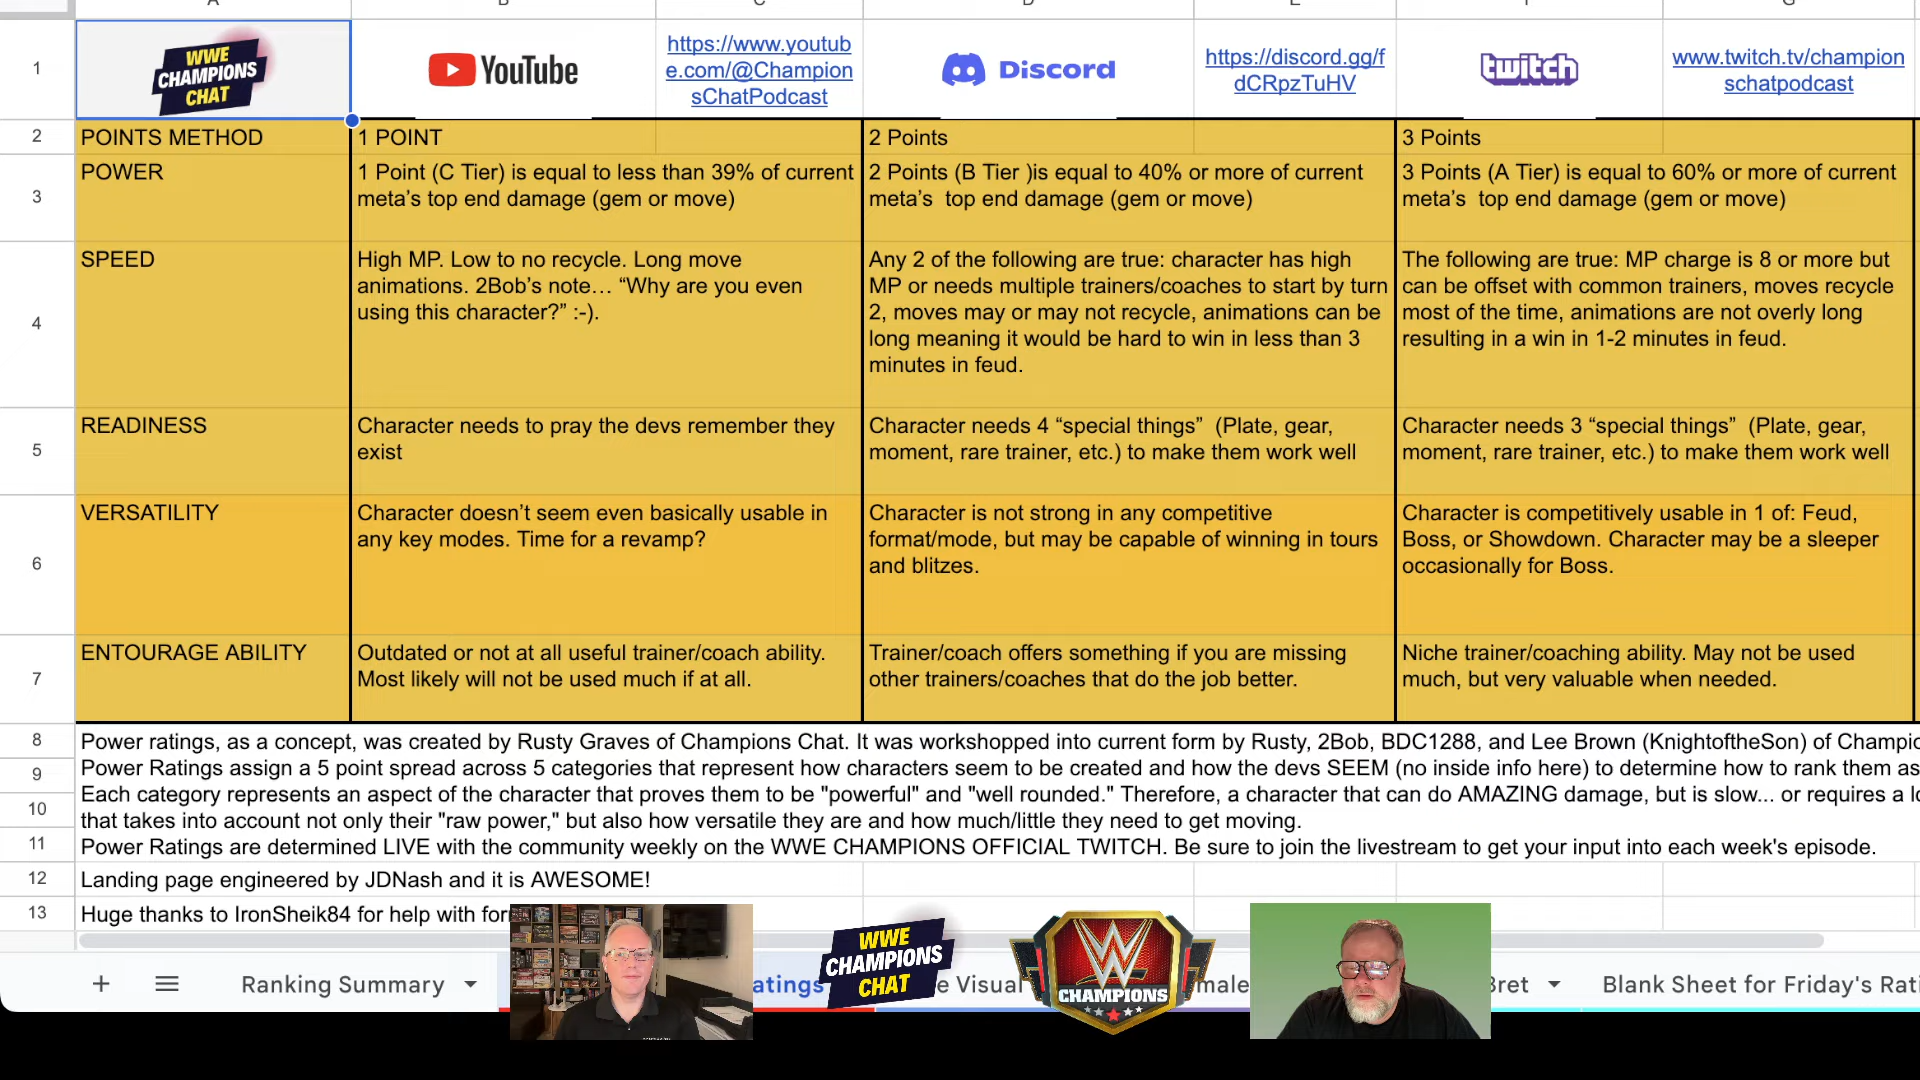 A B C D E F G
1
WWE
CHAMPIONS
CHAT
YouTube
https://www.youtub
e.com/@Champion
sChatPodcast
Discord
https://discord.gg/f
dCRpzTuHV
twitch
www.twitch.tv/champion
schatpodcast
2
POINTS METHOD
1 POINT
2 Points
3 Points
3
POWER
1 Point (C Tier) is equal to less than 39% of current
meta’s top end damage (gem or move)
2 Points (B Tier )is equal to 40% or more of current
meta’s  top end damage (gem or move)
3 Points (A Tier) is equal to 60% or more of current
meta’s  top end damage (gem or move)
4
SPEED
High MP. Low to no recycle. Long move
animations. 2Bob’s note… “Why are you even
using this character?” :-).
Any 2 of the following are true: character has high
MP or needs multiple trainers/coaches to start by turn
2, moves may or may not recycle, animations can be
long meaning it would be hard to win in less than 3
minutes in feud.
The following are true: MP charge is 8 or more but
can be offset with common trainers, moves recycle
most of the time, animations are not overly long
resulting in a win in 1-2 minutes in feud.
5
READINESS
Character needs to pray the devs remember they
exist
Character needs 4 “special things”  (Plate, gear,
moment, rare trainer, etc.) to make them work well
Character needs 3 “special things”  (Plate, gear,
moment, rare trainer, etc.) to make them work well
6
VERSATILITY
Character doesn’t seem even basically usable in
any key modes. Time for a revamp?
Character is not strong in any competitive
format/mode, but may be capable of winning in tours
and blitzes.
Character is competitively usable in 1 of: Feud,
Boss, or Showdown. Character may be a sleeper
occasionally for Boss.
7
ENTOURAGE ABILITY
Outdated or not at all useful trainer/coach ability.
Most likely will not be used much if at all.
Trainer/coach offers something if you are missing
other trainers/coaches that do the job better.
Niche trainer/coaching ability. May not be used
much, but very valuable when needed.
8
Power ratings, as a concept, was created by Rusty Graves of Champions Chat. It was workshopped into current form by Rusty, 2Bob, BDC1288, and Lee Brown (KnightoftheSon) of Champio
9
Power Ratings assign a 5 point spread across 5 categories that represent how characters seem to be created and how the devs SEEM (no inside info here) to determine how to rank them as
10
Each category represents an aspect of the character that proves them to be "powerful" and "well rounded." Therefore, a character that can do AMAZING damage, but is slow... or requires a lo
that takes into account not only their "raw power," but also how versatile they are and how much/little they need to get moving.
11
Power Ratings are determined LIVE with the community weekly on the WWE CHAMPIONS OFFICIAL TWITCH. Be sure to join the livestream to get your input into each week's episode.
12
Landing page engineered by JDNash and it is AWESOME!
13
Huge thanks to IronSheik84 for help with for
Ranking Summary
atings
WWE
CHAMPIONS
CHAT
e Visual
W
CHAMPIONS
male
Bret
Blank Sheet for Friday's Rati